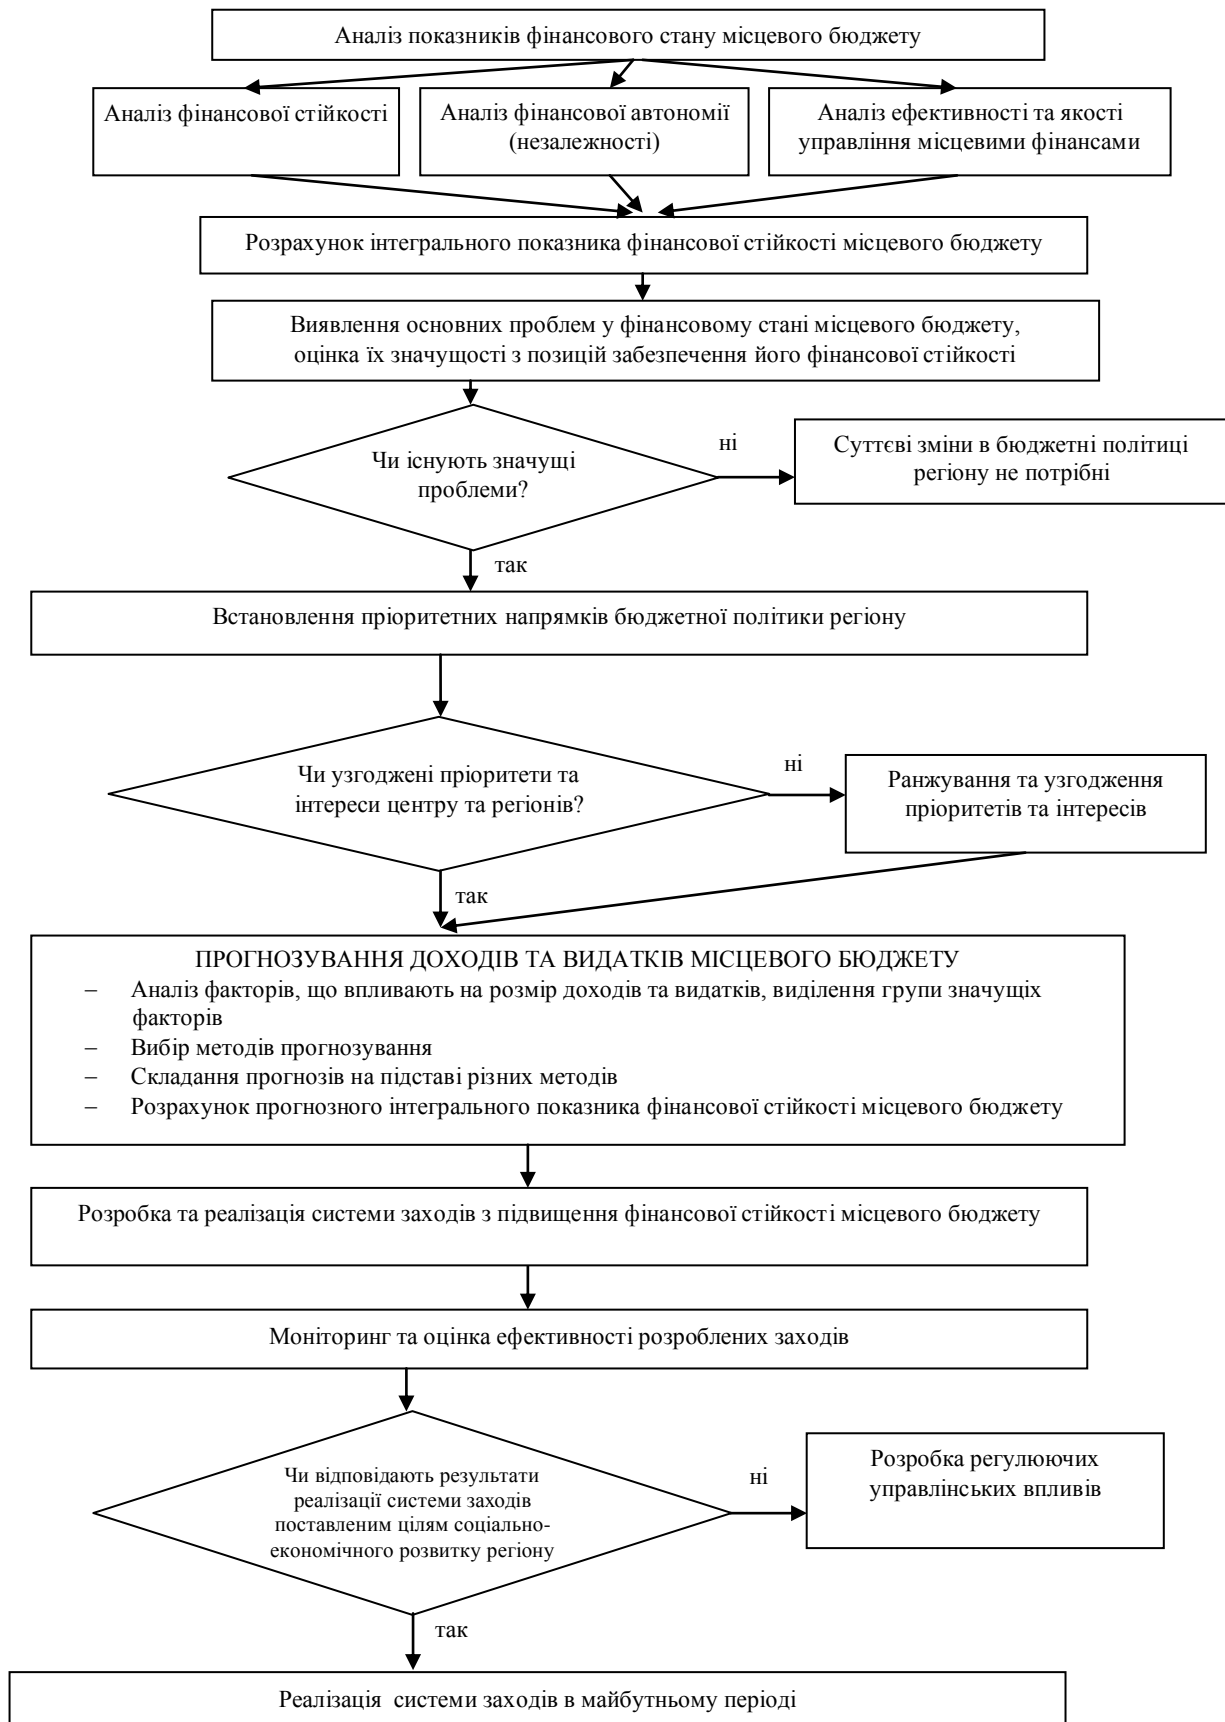 Аналіз показників фінансового стану місцевого бюджету
Аналіз фінансової стійкості
Аналіз фінансової автономії
(незалежності)
Аналіз ефективності та якості
управління місцевими фінансами
Розрахунок інтегрального показника фінансової стійкості місцевого бюджету
Виявлення основних проблем у фінансовому стані місцевого бюджету,
оцінка їх значущості з позицій забезпечення його фінансової стійкості
Чи існують значущі
проблеми?
ні
Суттєві зміни в бюджетні політиці
регіону не потрібні
так
Встановлення пріоритетних напрямків бюджетної політики регіону
Чи узгоджені пріоритети та
інтереси центру та регіонів?
ні
Ранжування та узгодження
пріоритетів та інтересів
так
ПРОГНОЗУВАННЯ ДОХОДІВ ТА ВИДАТКІВ МІСЦЕВОГО БЮДЖЕТУ
– Аналіз факторів, що впливають на розмір доходів та видатків, виділення групи значущіх
факторів
– Вибір методів прогнозування
– Складання прогнозів на підставі різних методів
– Розрахунок прогнозного інтегрального показника фінансової стійкості місцевого бюджету
Розробка та реалізація системи заходів з підвищення фінансової стійкості місцевого бюджету
Моніторинг та оцінка ефективності розроблених заходів
Чи відповідають результати
реалізації системи заходів
поставленим цілям соціально-
економічного розвитку регіону
ні
Розробка регулюючих
управлінських впливів
так
Реалізація системи заходів в майбутньому періоді